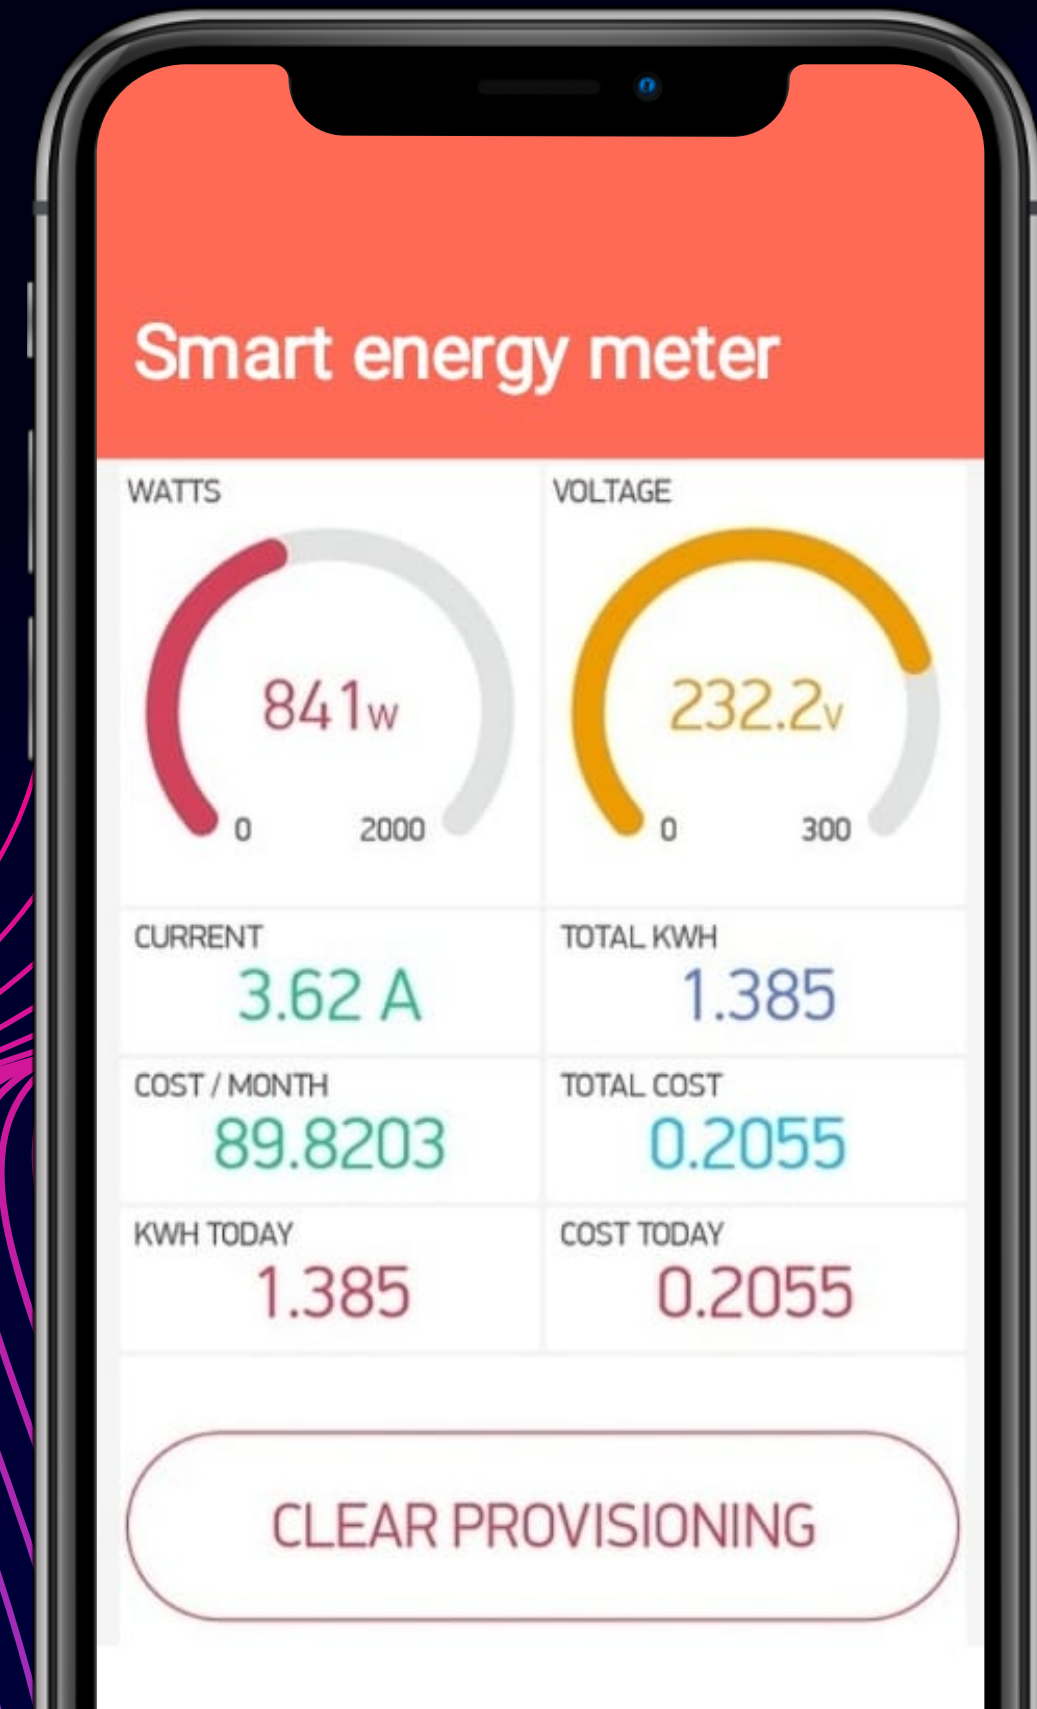 Smart energy meter
WATTS
841w
0
2000
VOLTAGE
232.2v
0
300
CURRENT
3.62 A
TOTAL KWH
1.385
COST / MONTH
89.8203
TOTAL COST
0.2055
KWH TODAY
1.385
COST TODAY
0.2055
CLEAR PROVISIONING